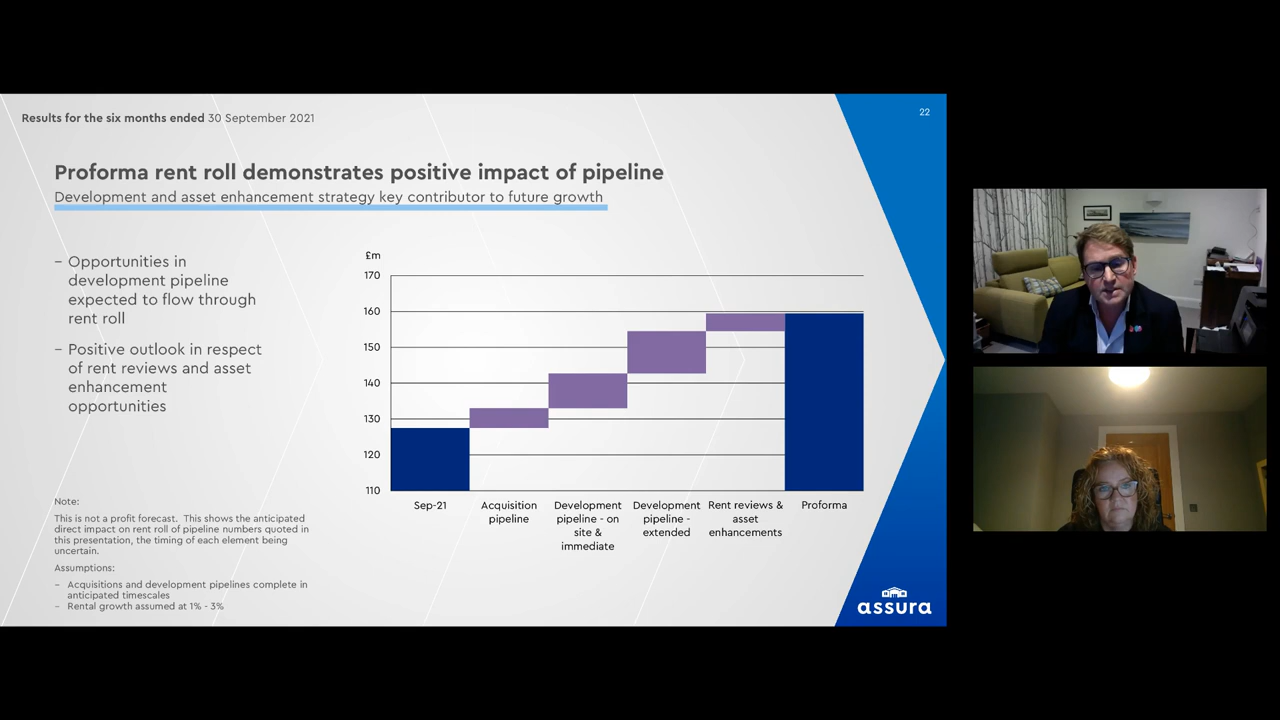 Results for the six months ended 30 September 2021
22
Proforma rent roll demonstrates positive impact of pipeline
Development and asset enhancement strategy key contributor to future growth
– Opportunities in
development pipeline
expected to flow through
rent roll
– Positive outlook in respect
of rent reviews and asset
enhancement
opportunities
Note:
This is not a profit forecast. This shows the anticipated
direct impact on rent roll of pipeline numbers quoted in
this presentation, the timing of each element being
uncertain.
Assumptions:
– Acquisitions and development pipelines complete in
anticipated timescales
– Rental growth assumed at 1% - 3%
£m
170
160
150
140
130
120
110
Sep-21
Acquisition
pipeline
Development
pipeline - on
site &
immediate
Development
pipeline -
extended
Rent reviews &
asset
enhancements
Proforma
assura